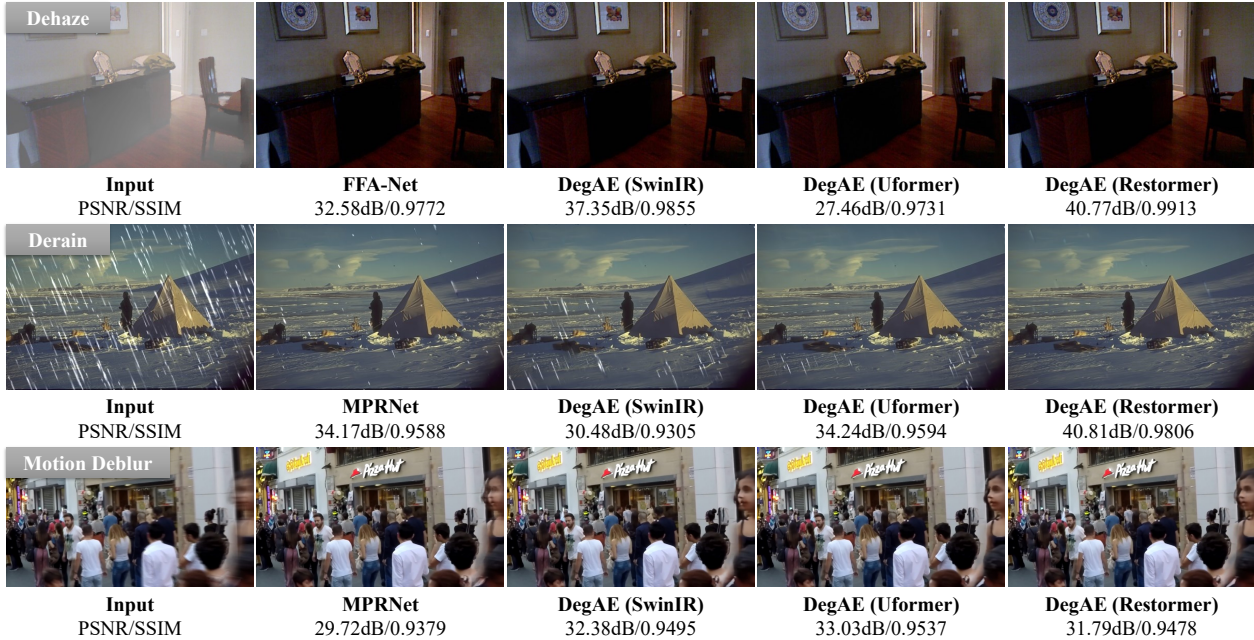 Dehaze
Input FFA-Net DegAE (SwinIR) DegAE (Uformer) DegAE (Restormer)
PSNR/SSIM 32.58dB/0.9772 37.35dB/0.9855 27.46dB/0.9731 40.77dB/0.9913
Derain
Input MPRNet DegAE (SwinIR) DegAE (Uformer) DegAE (Restormer)
PSNR/SSIM 34.17dB/0.9588 30.48dB/0.9305 34.24dB/0.9594 40.81dB/0.9806
Motion Deblur
Pizza Hut Pizza Hut Pizza Hut Pizza Hut
Input MPRNet DegAE (SwinIR) DegAE (Uformer) DegAE (Restormer)
PSNR/SSIM 29.72dB/0.9379 32.38dB/0.9495 33.03dB/0.9537 31.79dB/0.9478